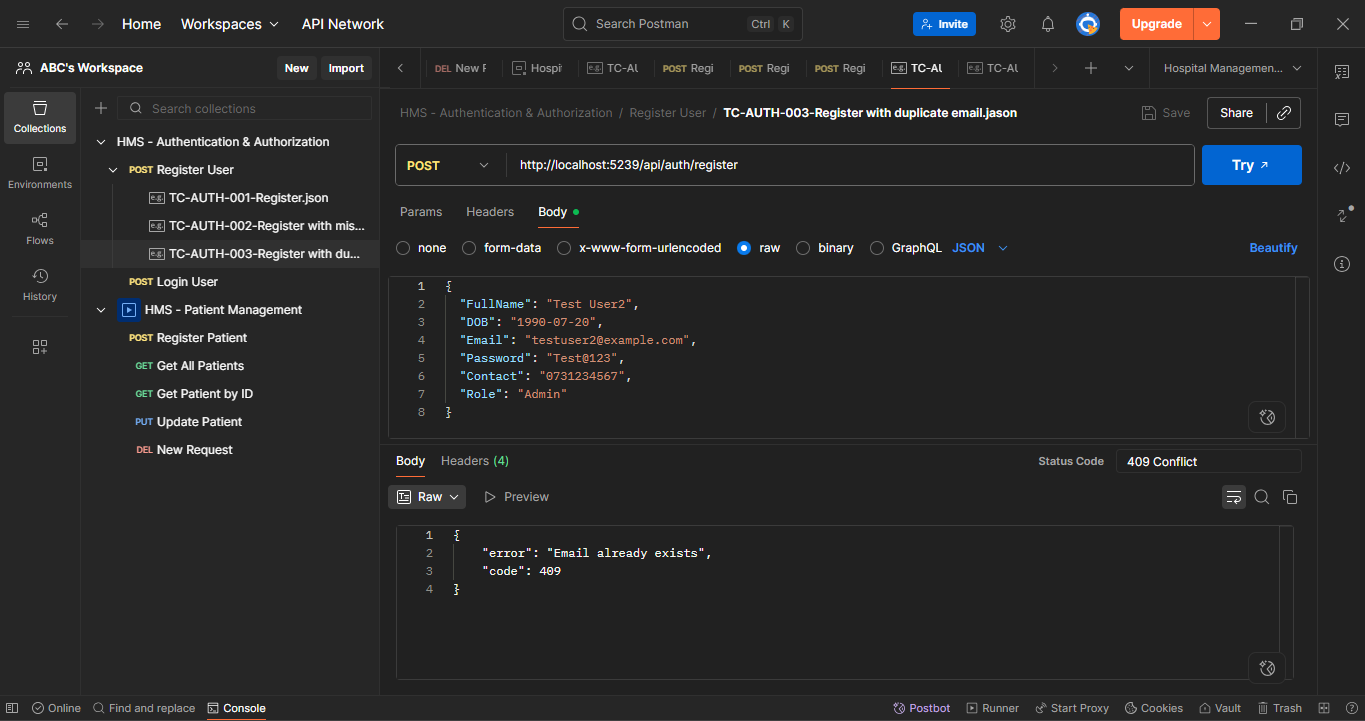 Home Workspaces API Network Search Postman Ctrl K Invite Upgrade
ABC's Workspace New Import DEL New F Hospi TC-AU POST Regi POST Regi POST Regi TC-AU TC-AU Hospital Managemen...
Collections
Environments
Flows
History
Search collections
HMS - Authentication & Authorization
POST Register User
e.g. TC-AUTH-001-Register.json
e.g. TC-AUTH-002-Register with mis...
e.g. TC-AUTH-003-Register with du...
POST Login User
HMS - Patient Management
POST Register Patient
GET Get All Patients
GET Get Patient by ID
PUT Update Patient
DEL New Request
HMS - Authentication & Authorization / Register User / TC-AUTH-003-Register with duplicate email.jason Save Share
POST http://localhost:5239/api/auth/register Try
Params Headers Body
none form-data x-www-form-urlencoded raw binary GraphQL JSON Beautify
1 {
2 "FullName": "Test User2",
3 "DOB": "1990-07-20",
4 "Email": "testuser2@example.com",
5 "Password": "Test@123",
6 "Contact": "0731234567",
7 "Role": "Admin"
8 }
Body Headers (4) Status Code 409 Conflict
Raw Preview
1 {
2 "error": "Email already exists",
3 "code": 409
4 }
Online Find and replace Console Postbot Runner Start Proxy Cookies Vault Trash